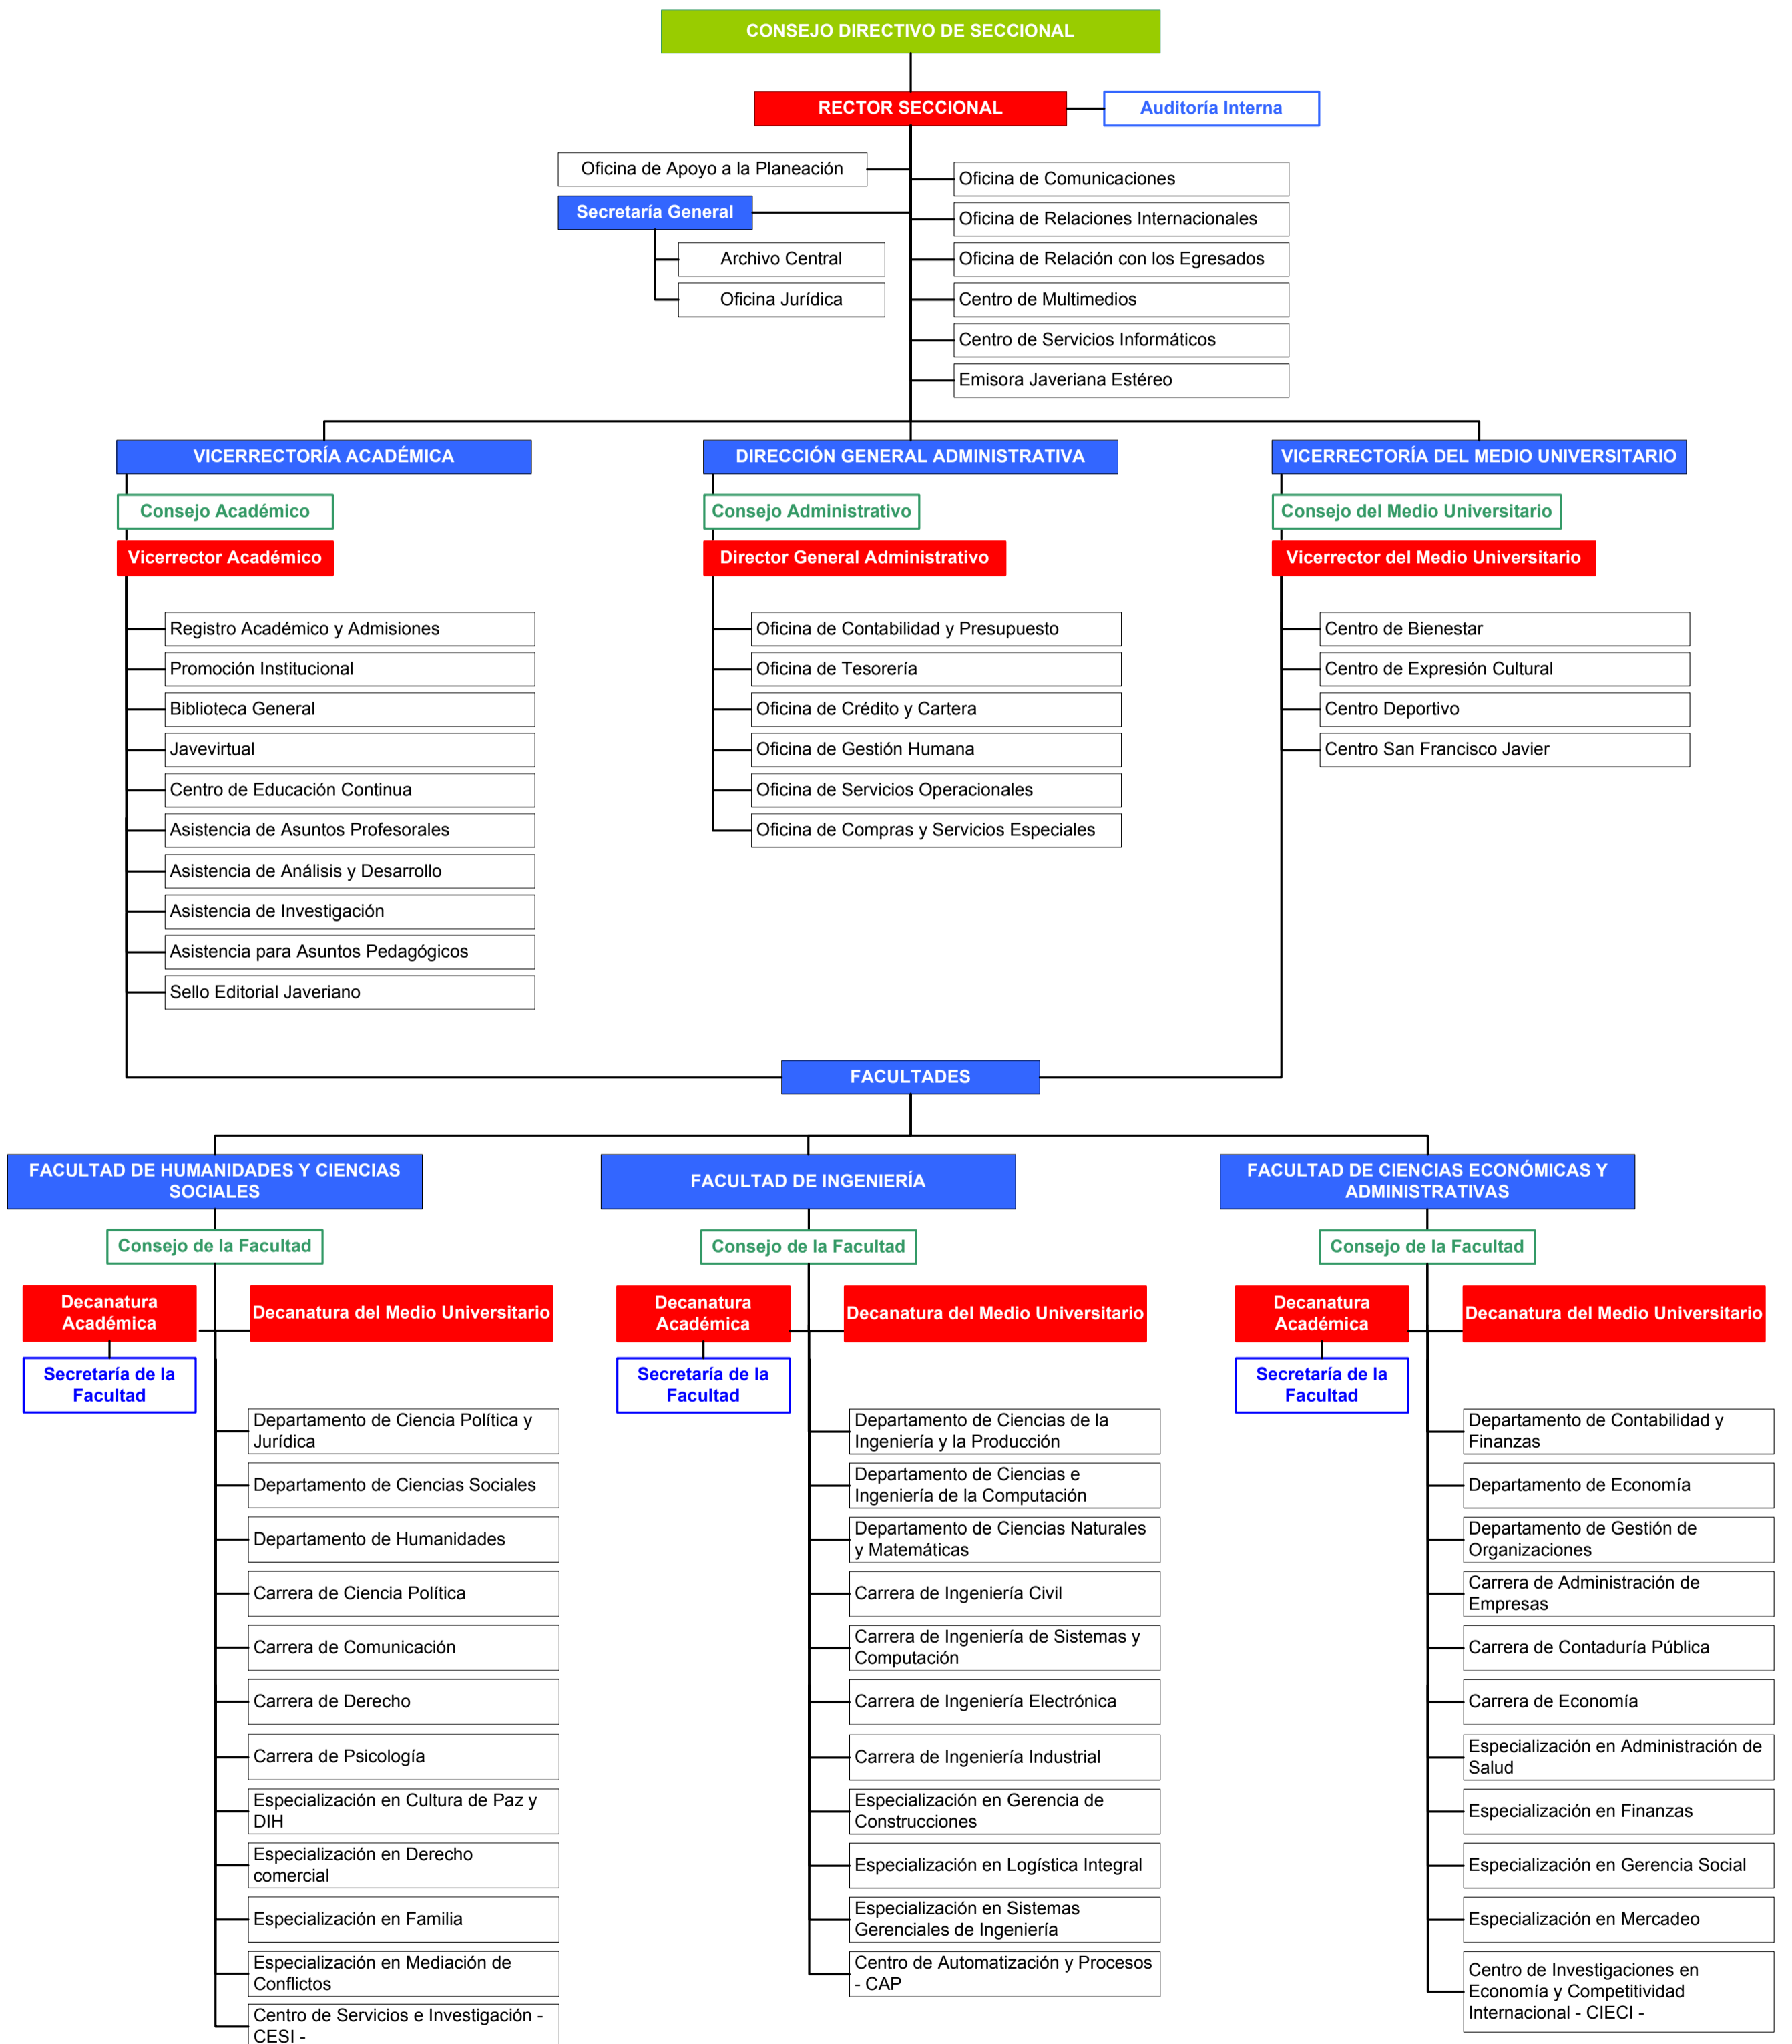 CONSEJO DIRECTIVO DE SECCIONAL
RECTOR SECCIONAL
Auditoría Interna
Oficina de Apoyo a la Planeación
Secretaría General
Archivo Central
Oficina Jurídica
Oficina de Comunicaciones
Oficina de Relaciones Internacionales
Oficina de Relación con los Egresados
Centro de Multimedios
Centro de Servicios Informáticos
Emisora Javeriana Estéreo
VICERRECTORÍA ACADÉMICA
Consejo Académico
Vicerrector Académico
Registro Académico y Admisiones
Promoción Institucional
Biblioteca General
Javevirtual
Centro de Educación Continua
Asistencia de Asuntos Profesorales
Asistencia de Análisis y Desarrollo
Asistencia de Investigación
Asistencia para Asuntos Pedagógicos
Sello Editorial Javeriano
DIRECCIÓN GENERAL ADMINISTRATIVA
Consejo Administrativo
Director General Administrativo
Oficina de Contabilidad y Presupuesto
Oficina de Tesorería
Oficina de Crédito y Cartera
Oficina de Gestión Humana
Oficina de Servicios Operacionales
Oficina de Compras y Servicios Especiales
VICERRECTORÍA DEL MEDIO UNIVERSITARIO
Consejo del Medio Universitario
Vicerrector del Medio Universitario
Centro de Bienestar
Centro de Expresión Cultural
Centro Deportivo
Centro San Francisco Javier
FACULTADES
FACULTAD DE HUMANIDADES Y CIENCIAS
SOCIALES
Consejo de la Facultad
Decanatura
Académica
Decanatura del Medio Universitario
Secretaría de la
Facultad
Departamento de Ciencia Política y
Jurídica
Departamento de Ciencias Sociales
Departamento de Humanidades
Carrera de Ciencia Política
Carrera de Comunicación
Carrera de Derecho
Carrera de Psicología
Especialización en Cultura de Paz y
DIH
Especialización en Derecho
comercial
Especialización en Familia
Especialización en Mediación de
Conflictos
Centro de Servicios e Investigación -
CESI -
FACULTAD DE INGENIERÍA
Consejo de la Facultad
Decanatura
Académica
Decanatura del Medio Universitario
Secretaría de la
Facultad
Departamento de Ciencias de la
Ingeniería y la Producción
Departamento de Ciencias e
Ingeniería de la Computación
Departamento de Ciencias Naturales
y Matemáticas
Carrera de Ingeniería Civil
Carrera de Ingeniería de Sistemas y
Computación
Carrera de Ingeniería Electrónica
Carrera de Ingeniería Industrial
Especialización en Gerencia de
Construcciones
Especialización en Logística Integral
Especialización en Sistemas
Gerenciales de Ingeniería
Centro de Automatización y Procesos
- CAP
FACULTAD DE CIENCIAS ECONÓMICAS Y
ADMINISTRATIVAS
Consejo de la Facultad
Decanatura
Académica
Decanatura del Medio Universitario
Secretaría de la
Facultad
Departamento de Contabilidad y
Finanzas
Departamento de Economía
Departamento de Gestión de
Organizaciones
Carrera de Administración de
Empresas
Carrera de Contaduría Pública
Carrera de Economía
Especialización en Administración de
Salud
Especialización en Finanzas
Especialización en Gerencia Social
Especialización en Mercadeo
Centro de Investigaciones en
Economía y Competitividad
Internacional - CIECI -